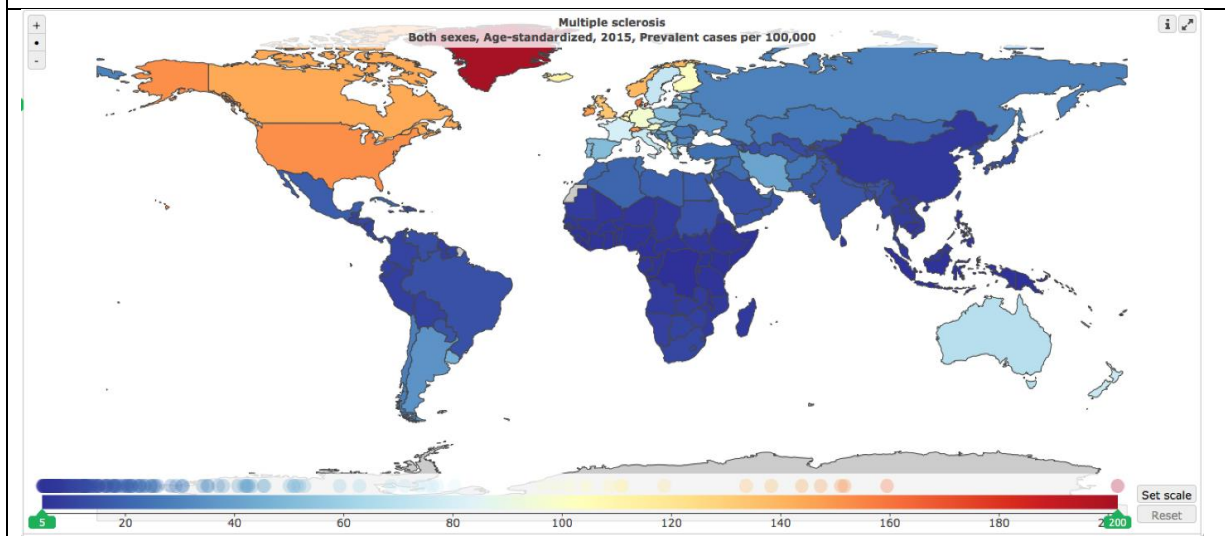 Multiple sclerosis
Both sexes, Age-standardized, 2015, Prevalent cases per 100,000
+
•
-
i
Set scale
Reset
5
20
40
60
80
100
120
140
160
180
200